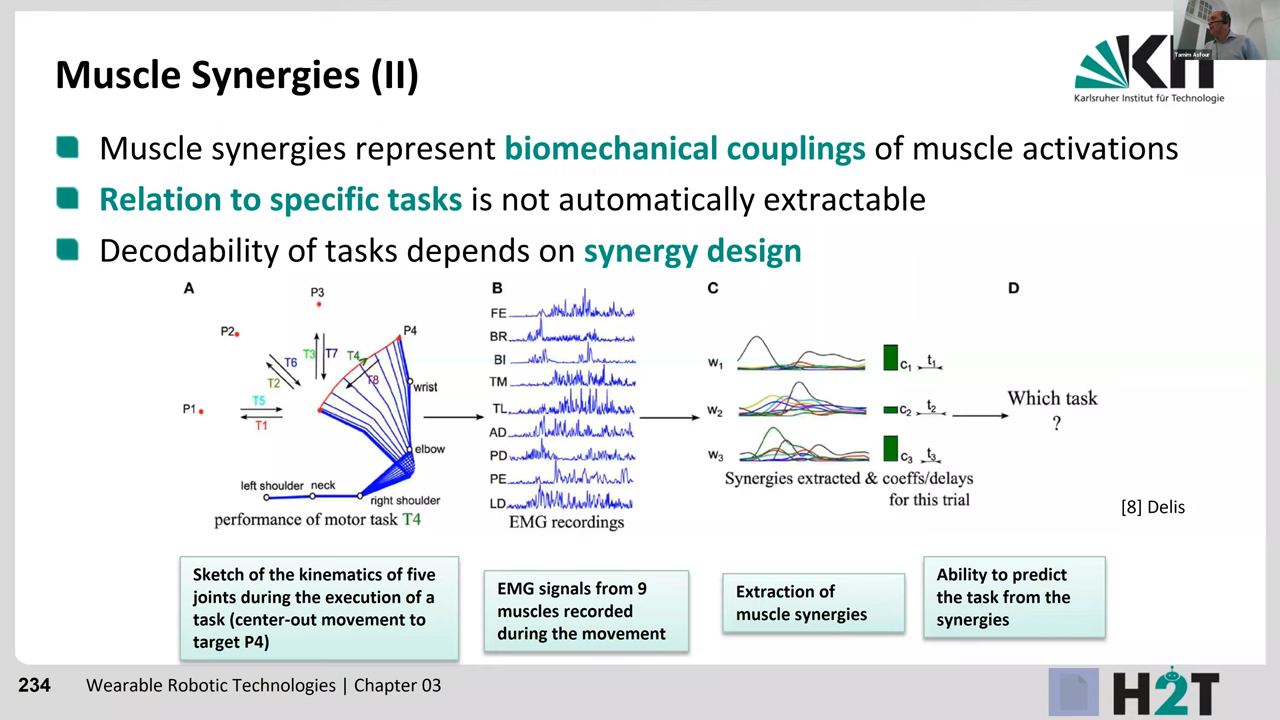 Muscle Synergies (II)
Tamim Asfour
KIT
Karlsruher Institut für Technologie
Muscle synergies represent biomechanical couplings of muscle activations
Relation to specific tasks is not automatically extractable
Decodability of tasks depends on synergy design
A
P3
P2
P4
T6
T3
T7
T4
T2
T8
wrist
P1
T5
T1
elbow
left shoulder
neck
right shoulder
performance of motor task T4
B
FE
BR
BI
TM
TL
AD
PD
PE
LD
EMG recordings
C
w1
c1
t1
w2
c2
t2
w3
c3
t3
Synergies extracted & coeffs/delays
for this trial
D
Which task
?
[8] Delis
Sketch of the kinematics of five
joints during the execution of a
task (center-out movement to
target P4)
EMG signals from 9
muscles recorded
during the movement
Extraction of
muscle synergies
Ability to predict
the task from the
synergies
234
Wearable Robotic Technologies | Chapter 03
H2T